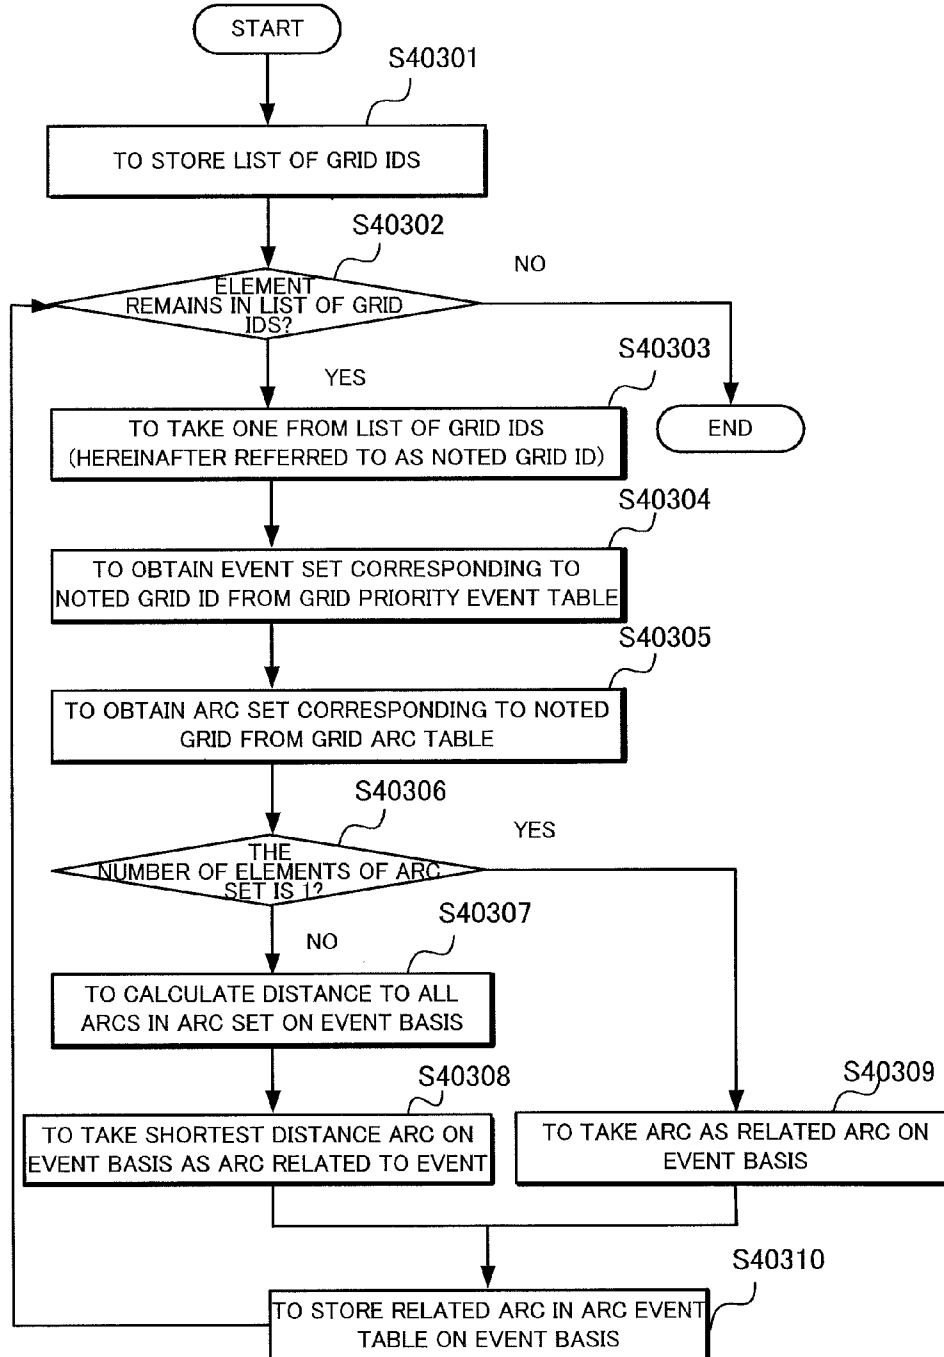 START
S40301
TO STORE LIST OF GRID IDS
S40302
ELEMENT
REMAINS IN LIST OF GRID
IDS?
NO
YES
S40303
TO TAKE ONE FROM LIST OF GRID IDS
(HEREINAFTER REFERRED TO AS NOTED GRID ID)
END
S40304
TO OBTAIN EVENT SET CORRESPONDING TO
NOTED GRID ID FROM GRID PRIORITY EVENT TABLE
S40305
TO OBTAIN ARC SET CORRESPONDING TO NOTED
GRID FROM GRID ARC TABLE
S40306
THE
NUMBER OF ELEMENTS OF ARC
SET IS 1?
YES
NO
S40307
TO CALCULATE DISTANCE TO ALL
ARCS IN ARC SET ON EVENT BASIS
S40308
TO TAKE SHORTEST DISTANCE ARC ON
EVENT BASIS AS ARC RELATED TO EVENT
S40309
TO TAKE ARC AS RELATED ARC ON
EVENT BASIS
S40310
TO STORE RELATED ARC IN ARC EVENT
TABLE ON EVENT BASIS